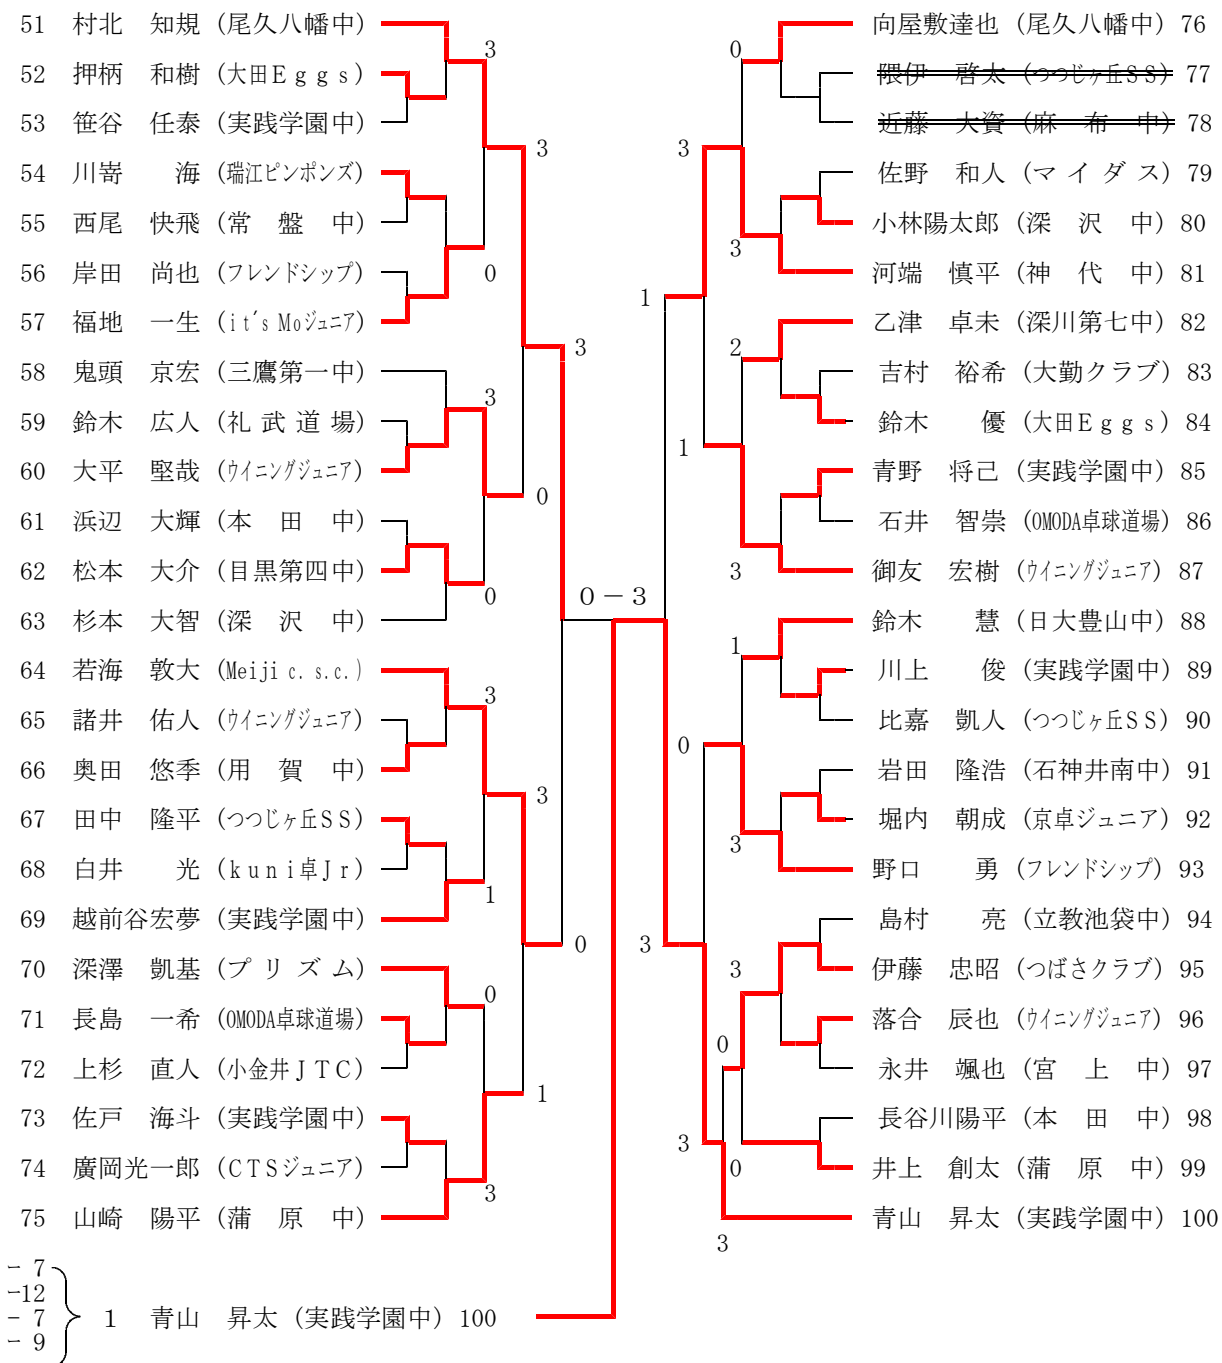 51 村北 知規 (尾久八幡中)
52 押柄 和樹 (大田Eggs)
53 笹谷 任泰 (実践学園中)
54 川嵜 海 (瑞江ピンポンズ)
55 西尾 快飛 (常盤中)
56 岸田 尚也 (フレンドシップ)
57 福地 一生 (it's Moジュニア)
58 鬼頭 京宏 (三鷹第一中)
59 鈴木 広人 (礼武道場)
60 大平 堅哉 (ウイニングジュニア)
61 浜辺 大輝 (本田中)
62 松本 大介 (目黒第四中)
63 杉本 大智 (深沢中)
64 若海 敦大 (Meiji c.s.c.)
65 諸井 佑人 (ウイニングジュニア)
66 奥田 悠季 (用賀中)
67 田中 隆平 (つつじヶ丘SS)
68 白井 光 (kuni卓Jr)
69 越前谷宏夢 (実践学園中)
70 深澤 凱基 (プリズム)
71 長島 一希 (OMODA卓球道場)
72 上杉 直人 (小金井JTC)
73 佐戸 海斗 (実践学園中)
74 廣岡光一郎 (CTSジュニア)
75 山崎 陽平 (蒲原中)
3
3
0
3
3
0
0
3
3
1
0
0
1
3
0-3
向屋敷達也 (尾久八幡中) 76
隈伊 啓太 (つつじヶ丘SS) 77
近藤 大資 (麻布中) 78
佐野 和人 (マイダス) 79
小林陽太郎 (深沢中) 80
河端 慎平 (神代中) 81
乙津 卓未 (深川第七中) 82
吉村 裕希 (大勤クラブ) 83
鈴木 優 (大田Eggs) 84
青野 将己 (実践学園中) 85
石井 智崇 (OMODA卓球道場) 86
御友 宏樹 (ウイニングジュニア) 87
鈴木 慧 (日大豊山中) 88
川上 俊 (実践学園中) 89
比嘉 凱人 (つつじヶ丘SS) 90
岩田 隆浩 (石神井南中) 91
堀内 朝成 (京卓ジュニア) 92
野口 勇 (フレンドシップ) 93
島村 亮 (立教池袋中) 94
伊藤 忠昭 (つばさクラブ) 95
落合 辰也 (ウイニングジュニア) 96
永井 颯也 (宮上中) 97
長谷川陽平 (本田中) 98
井上 創太 (蒲原中) 99
青山 昇太 (実践学園中) 100
0
3
3
1
2
1
3
1
0
3
3
3
0
3
0
3
- 7
-12
- 7
- 9
1 青山 昇太 (実践学園中) 100